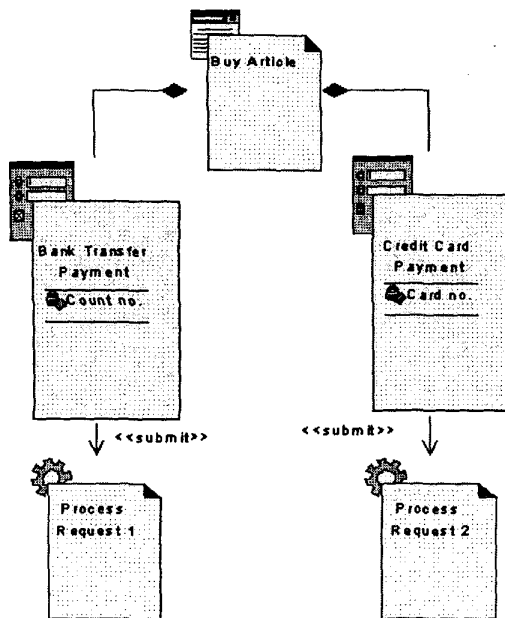 Buy Article
Bank Transfer
Payment
Count no.
Credit Card
Payment
Card no.
<<submit>>
<<submit>>
Process
Request 1
Process
Request 2